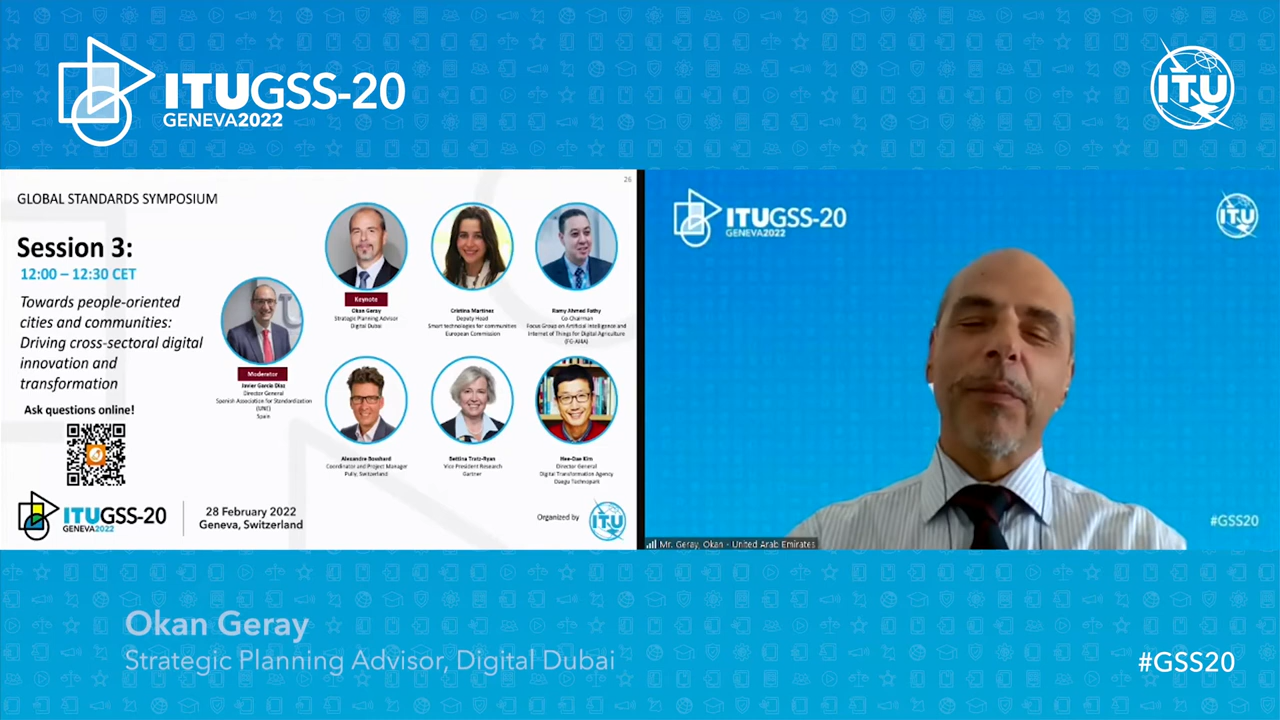 ITUGSS-20
GENEVA2022
ITU
26
GLOBAL STANDARDS SYMPOSIUM
Session 3:
12:00 – 12:30 CET
Towards people-oriented
cities and communities:
Driving cross-sectoral digital
innovation and
transformation
Ask questions online!
Moderator
Javier García Díaz
Director General
Spanish Association for Standardization
(UNE)
Spain
Keynote
Okan Geray
Strategic Planning Advisor
Digital Dubai
Cristina Martinez
Deputy Head
Smart technologies for communities
European Commission
Ramy Ahmed Fathy
Co-Chairman
Focus Group on Artificial Intelligence and
Internet of Things for Digital Agriculture
(FG-AI4A)
Alexandre Bosshard
Coordinator and Project Manager
Pully, Switzerland
Bettina Tratz-Ryan
Vice President Research
Gartner
Hee-Dae Kim
Director General
Digital Transformation Agency
Daegu Technopark
ITUGSS-20
GENEVA2022
28 February 2022
Geneva, Switzerland
Organized by
ITU
ITUGSS-20
GENEVA2022
ITU
#GSS20
Mr. Geray, Okan - United Arab Emirates
Okan Geray
Strategic Planning Advisor, Digital Dubai
#GSS20